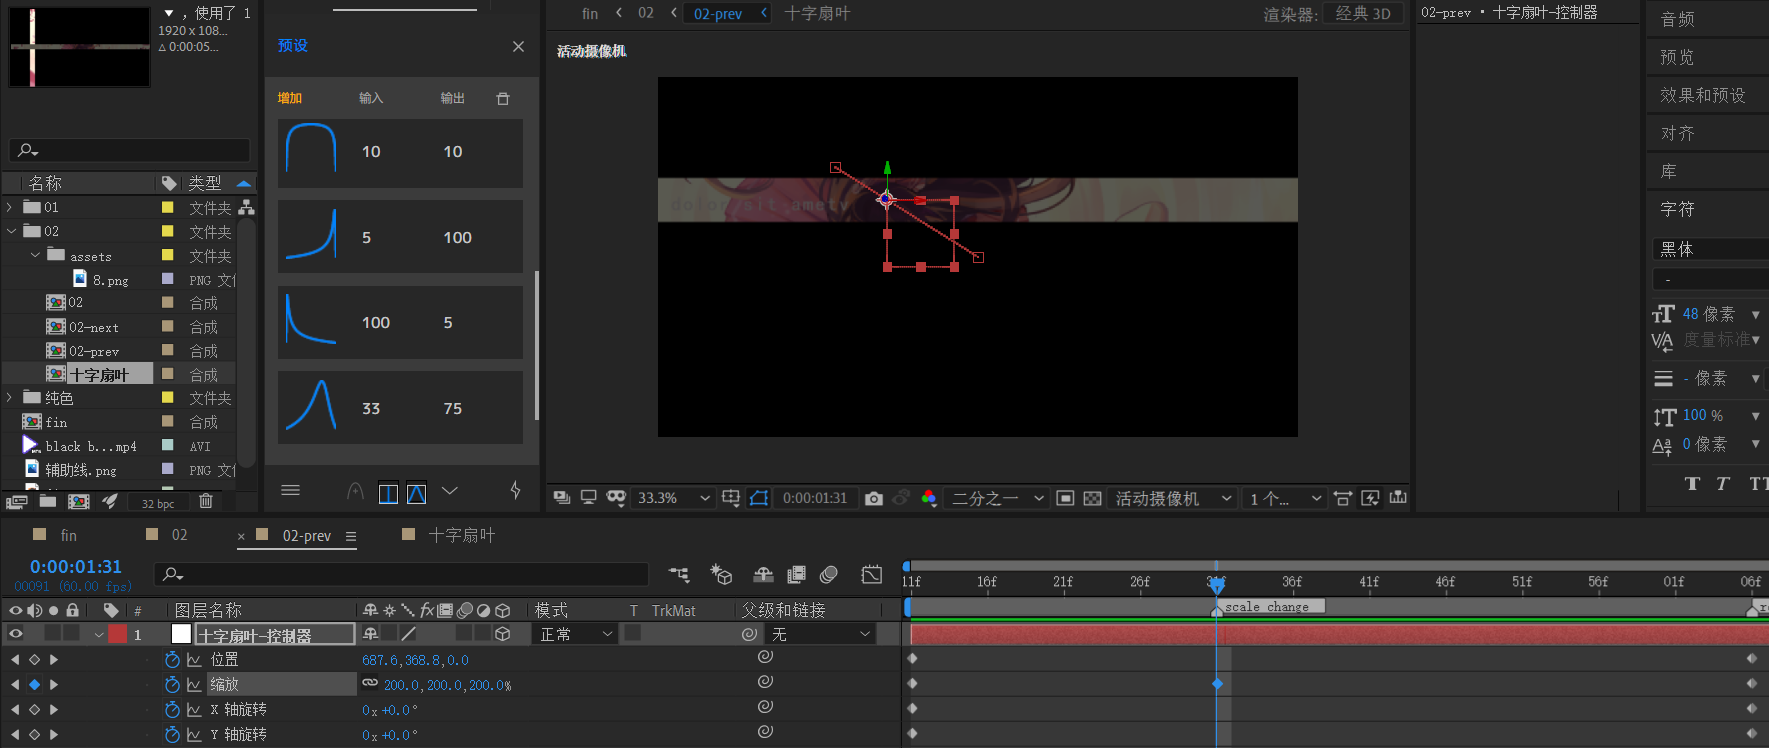 ，使用了 1
1920 x 108...
△ 0:00:05...
名称 类型
01 文件夹
02 文件夹
assets 文件夹
8.png PNG 文
02 合成
02-next 合成
02-prev 合成
十字扇叶 合成
纯色 文件夹
fin 合成
black b...mp4 AVI
辅助线.png PNG 文
32 bpc
预设
增加 输入 输出
10 10
5 100
100 5
33 75
fin 02 02-prev 十字扇叶
渲染器: 经典 3D
活动摄像机
dolor sit ametv
33.3% 0:00:01:31 二分之一 活动摄像机 1 个...
02-prev • 十字扇叶-控制器
音频
预览
效果和预设
对齐
库
字符
黑体
-
48 像素
度量标准
- 像素
100 %
0 像素
T T TT
fin 02 × 02-prev 十字扇叶
0:00:01:31
00091 (60.00 fps)
# 图层名称 fx 模式 T TrkMat 父级和链接
1 十字扇叶-控制器 正常 无
位置 687.6,368.8,0.0
缩放 200.0,200.0,200.0%
X 轴旋转 0x+0.0°
Y 轴旋转 0x+0.0°
11f 16f 21f 26f 31f 36f 41f 46f 51f 56f 01f 06f
scale change